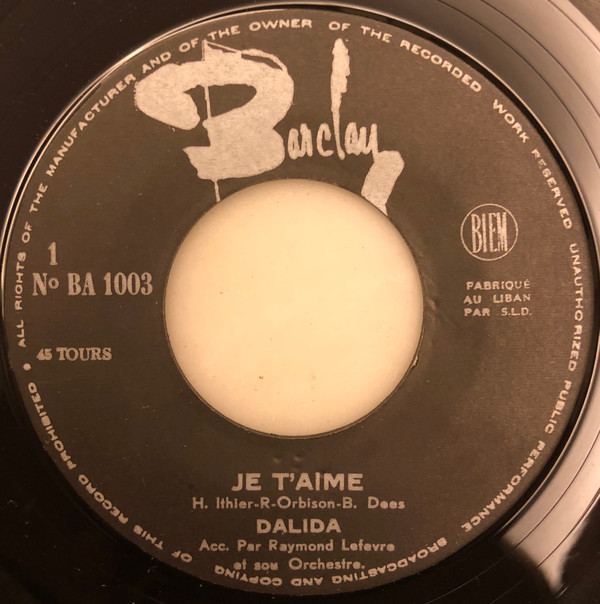 ALL RIGHTS OF THE MANUFACTURER AND OF THE OWNER OF THE RECORDED WORK RESERVED UNAUTHORIZED PUBLIC PERFORMANCE BROADCASTING AND COPYING OF THIS RECORD PROHIBITED
Barclay
1
No BA 1003
BIEM
FABRIQUÉ
AU LIBAN
PAR S.L.D.
45 TOURS
JE T'AIME
H. Ithier-R-Orbison-B. Dees
DALIDA
Acc. Par Raymond Lefevre
et sou Orchestre.